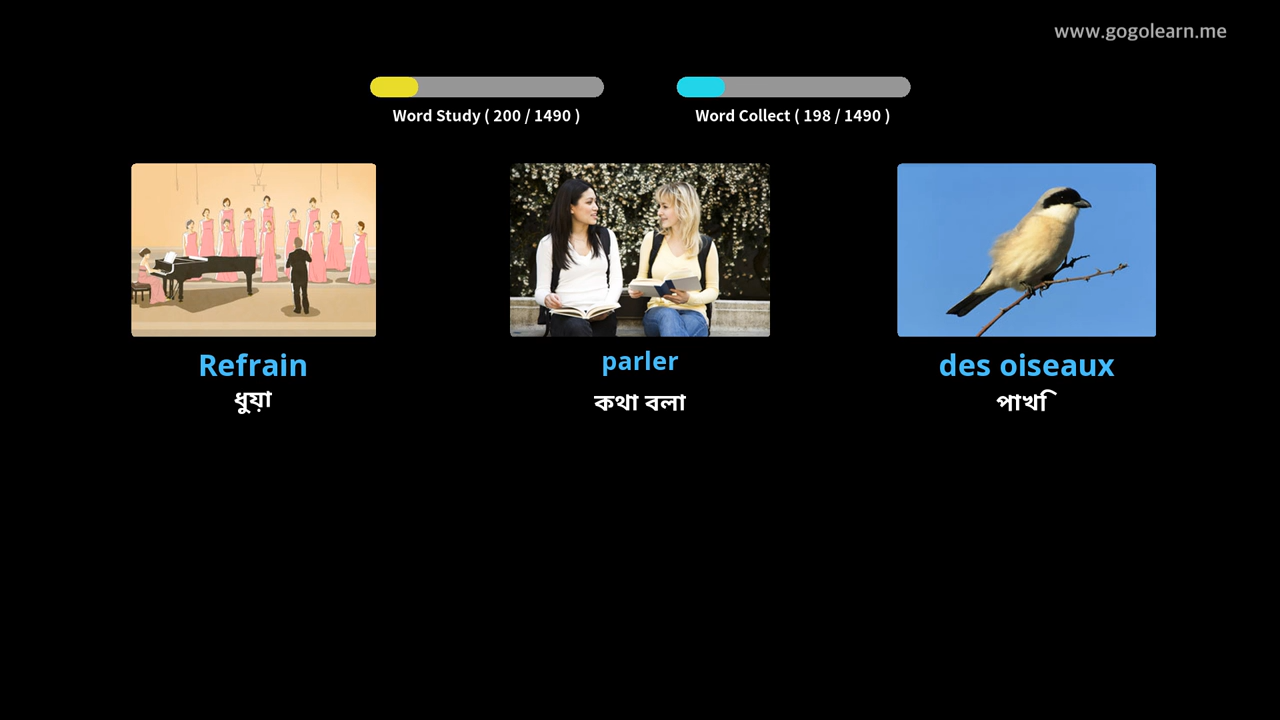 www.gogolearn.me
Word Study ( 200 / 1490 )
Word Collect ( 198 / 1490 )
Refrain
ধুয়া
parler
কথা বলা
des oiseaux
পাখি